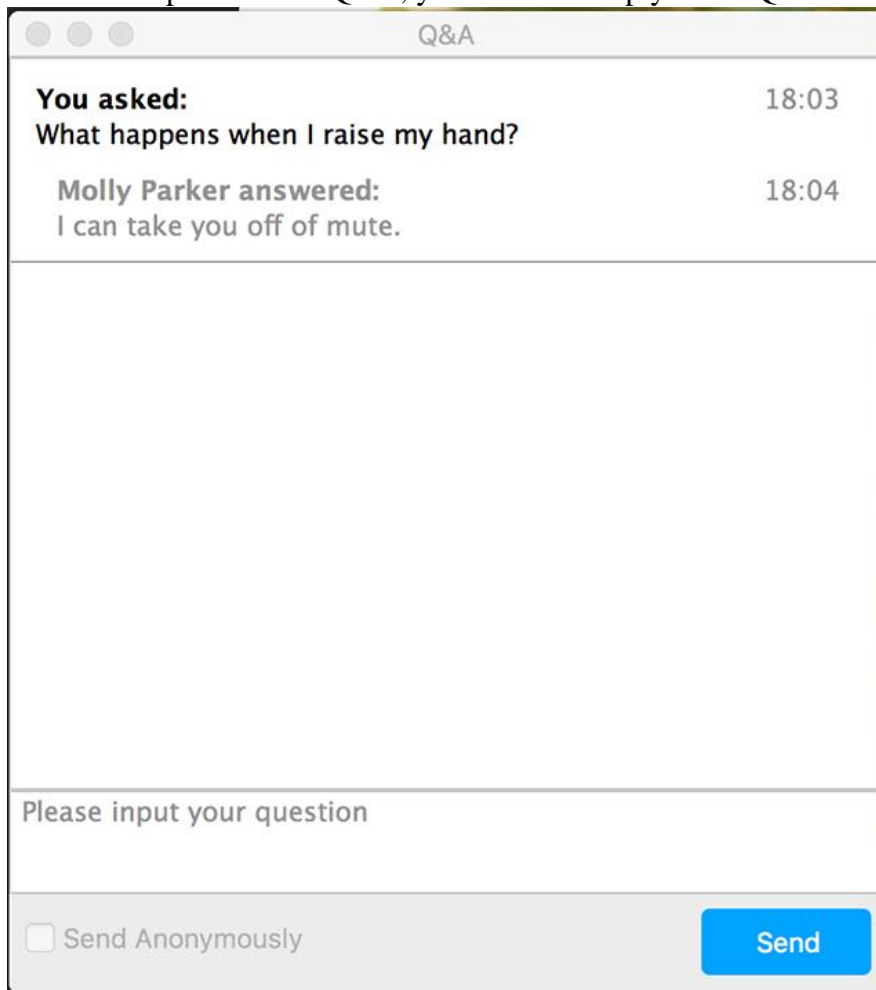 Q&A
You asked:
18:03
What happens when I raise my hand?
Molly Parker answered:
18:04
I can take you off of mute.
Please input your question
Send Anonymously
Send